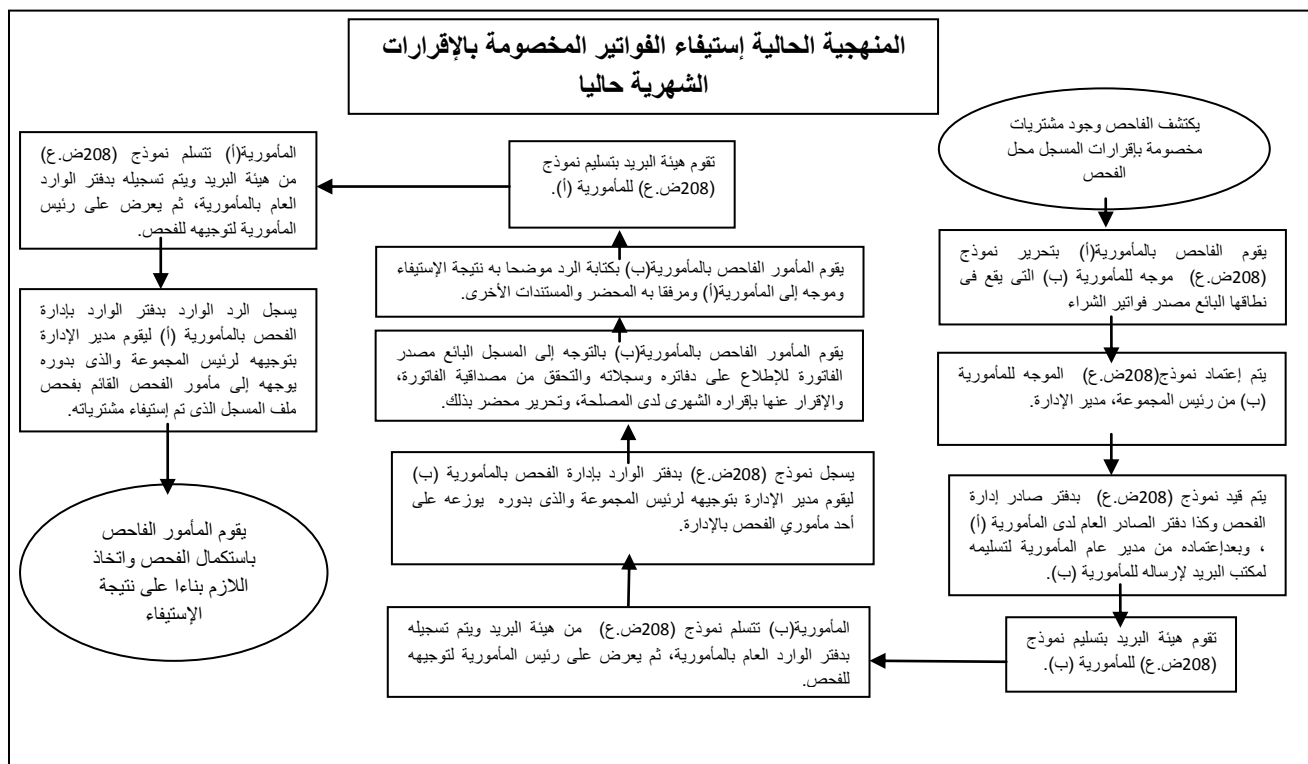 المنهجية الحالية إستيفاء الفواتير المخصومة بالإقرارات
الشهرية حاليا
يكتشف الفاحص وجود مشتريات
مخصومة بإقرارات المسجل محل
الفحص
يقوم الفاحص بالمأمورية(أ) بتحرير نموذج
(208ض.ع) موجه للمأمورية (ب) التى يقع فى
نطاقها البائع مصدر فواتير الشراء
يتم إعتماد نموذج(208ض.ع) الموجه للمأمورية
(ب) من رئيس المجموعة، مدير الإدارة.
يتم قيد نموذج (208ض.ع) بدفتر صادر إدارة
الفحص وكذا دفتر الصادر العام لدى المأمورية (أ)
، وبعدإعتماده من مدير عام المأمورية لتسليمه
لمكتب البريد لإرساله للمأمورية (ب).
تقوم هيئة البريد بتسليم نموذج
(208ض.ع) للمأمورية (ب).
المأمورية(ب) تتسلم نموذج (208ض.ع) من هيئة البريد ويتم تسجيله
بدفتر الوارد العام بالمأمورية، ثم يعرض على رئيس المأمورية لتوجيهه
للفحص.
يسجل نموذج (208ض.ع) بدفتر الوارد بإدارة الفحص بالمأمورية (ب)
ليقوم مدير الإدارة بتوجيهه لرئيس المجموعة والذى بدوره يوزعه على
أحد مأموري الفحص بالإدارة.
يقوم المأمور الفاحص بالمأمورية(ب) بالتوجه إلى المسجل البائع مصدر
الفاتورة للإطلاع على دفاتره وسجلاته والتحقق من مصداقية الفاتورة،
والإقرار عنها بإقراره الشهرى لدى المصلحة، وتحرير محضر بذلك.
يقوم المأمور الفاحص بالمأمورية(ب) بكتابة الرد موضحا به نتيجة الإستيفاء
وموجه إلى المأمورية(أ) ومرفقا به المحضر والمستندات الأخرى.
تقوم هيئة البريد بتسليم نموذج
(208ض.ع) للمأمورية (أ).
المأمورية(أ) تتسلم نموذج (208ض.ع)
من هيئة البريد ويتم تسجيله بدفتر الوارد
العام بالمأمورية، ثم يعرض على رئيس
المأمورية لتوجيهه للفحص.
يسجل الرد الوارد بدفتر الوارد بإدارة
الفحص بالمأمورية (أ) ليقوم مدير الإدارة
بتوجيهه لرئيس المجموعة والذى بدوره
يوجهه إلى مأمور الفحص القائم بفحص
ملف المسجل الذى تم إستيفاء مشترياته.
يقوم المأمور الفاحص
باستكمال الفحص واتخاذ
اللازم بناءا على نتيجة
الإستيفاء